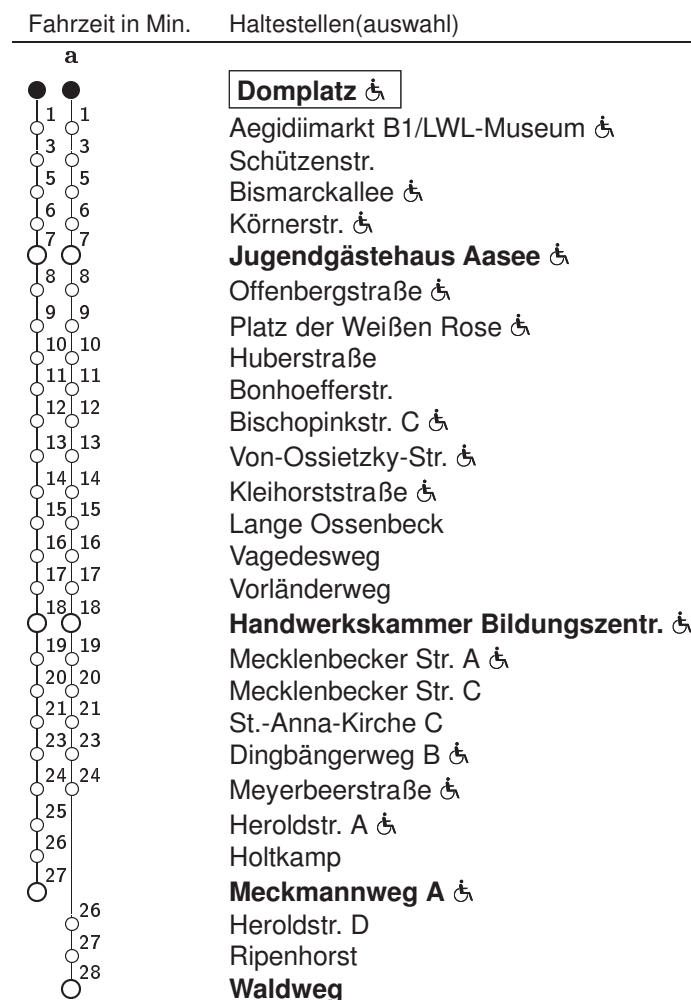 Fahrzeit in Min. Haltestellen(auswahl)
a
Domplatz
1 1 Aegidiimarkt B1/LWL-Museum
3 3 Schützenstr.
5 5 Bismarckallee
6 6 Körnerstr.
7 7 Jugendgästehaus Aasee
8 8 Offenbergstraße
9 9 Platz der Weißen Rose
10 10 Huberstraße
11 11 Bonhoefferstr.
12 12 Bischopinkstr. C
13 13 Von-Ossietzky-Str.
14 14 Kleihorststraße
15 15 Lange Ossenbeck
16 16 Vagedesweg
17 17 Vorländerweg
18 18 Handwerkskammer Bildungszentr.
19 19 Mecklenbecker Str. A
20 20 Mecklenbecker Str. C
21 21 St.-Anna-Kirche C
23 23 Dingbängerweg B
24 24 Meyerbeerstraße
25 Heroldstr. A
26 Holtkamp
27 Meckmannweg A
26 Heroldstr. D
27 Ripenhorst
28 Waldweg